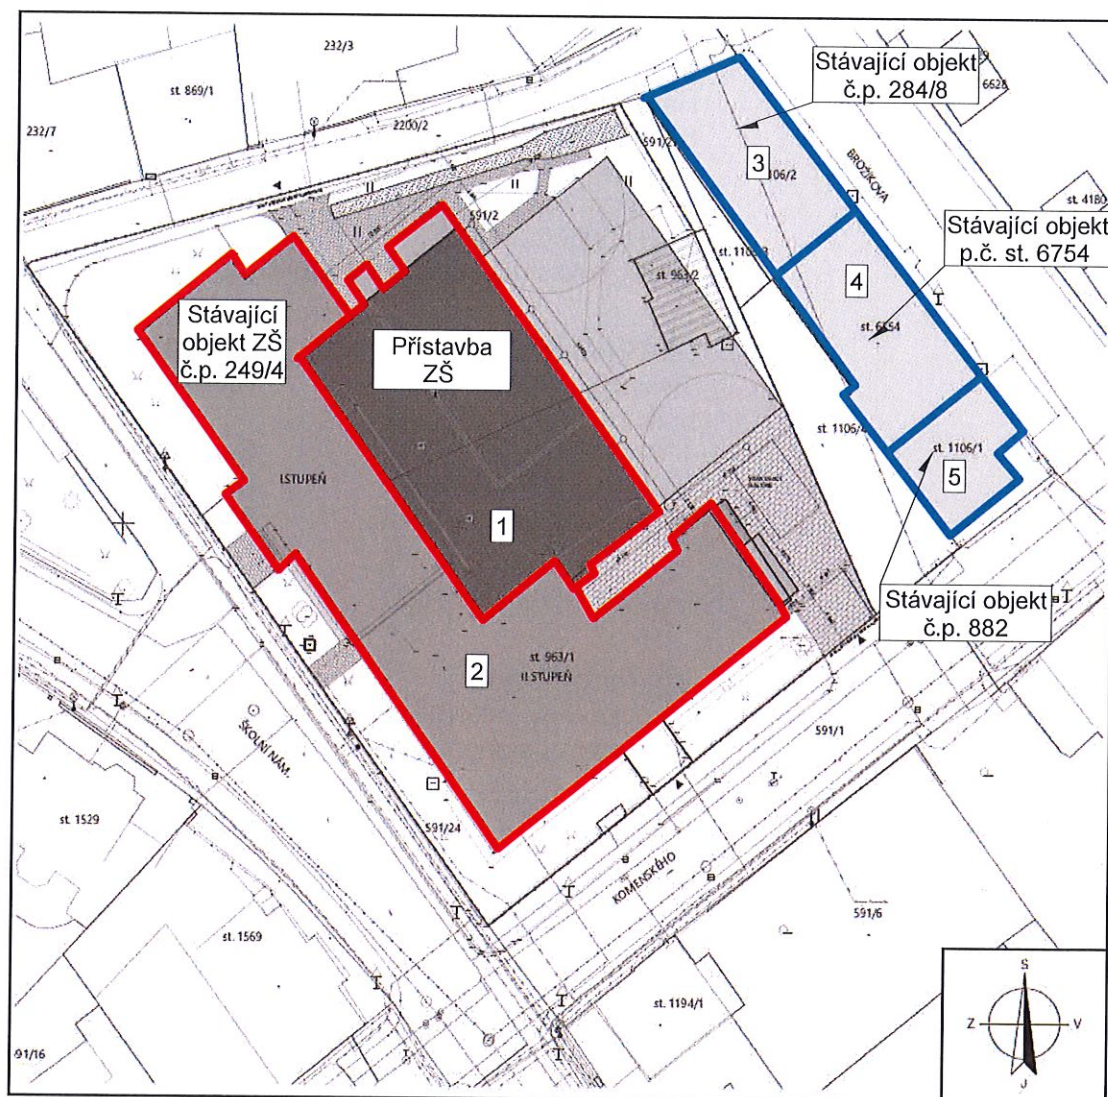 232/3
Stávající objekt
č.p. 284/8
st. 869/1
6628
232/7
2200/2
591/2
3
106/2
BROŽÍKOVA
st. 4180
Stávající objekt
p.č. st. 6754
st. 963/2
4
Stávající
objekt ZŠ
č.p. 249/4
Přístavba
ZŠ
st. 1106/4
st. 1106/1
5
I.STUPEŇ
1
Stávající objekt
č.p. 882
2
st. 963/1
II.STUPEŇ
ŠKOLNÍ NÁM.
591/1
st. 1529
591/24
KOMENSKÉHO
591/6
st. 1569
st. 1194/1
S
Z
V
J
91/16